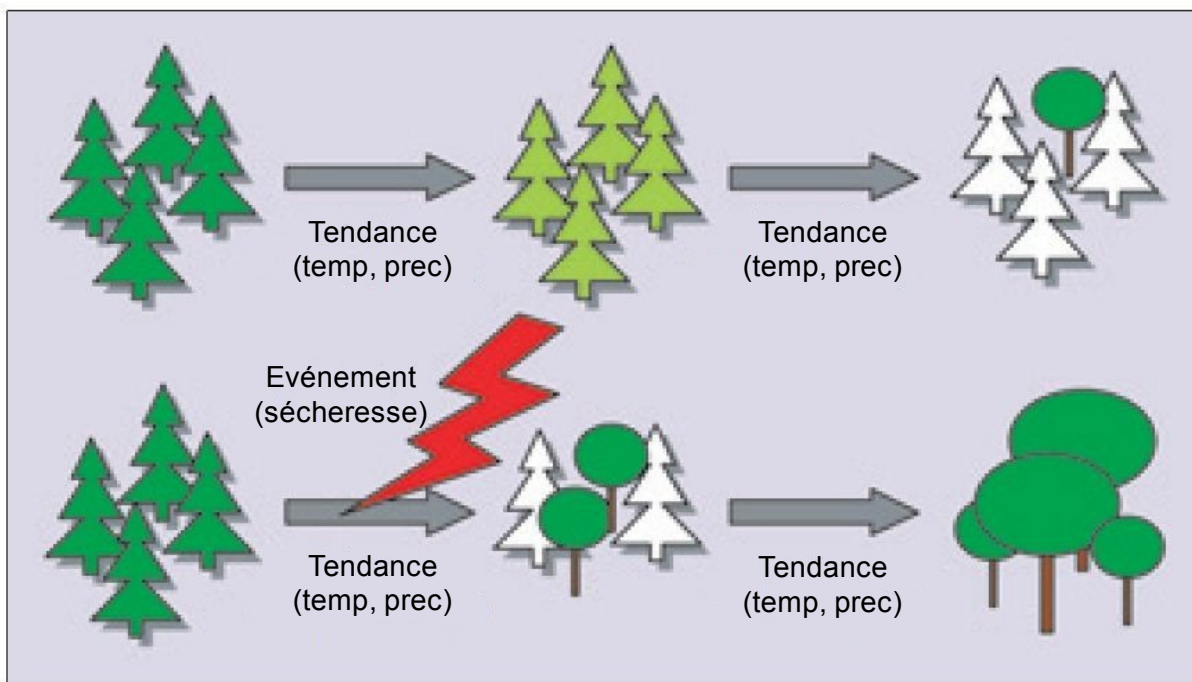 Tendance
(temp, prec)
Tendance
(temp, prec)
Evénement
(sécheresse)
Tendance
(temp, prec)
Tendance
(temp, prec)